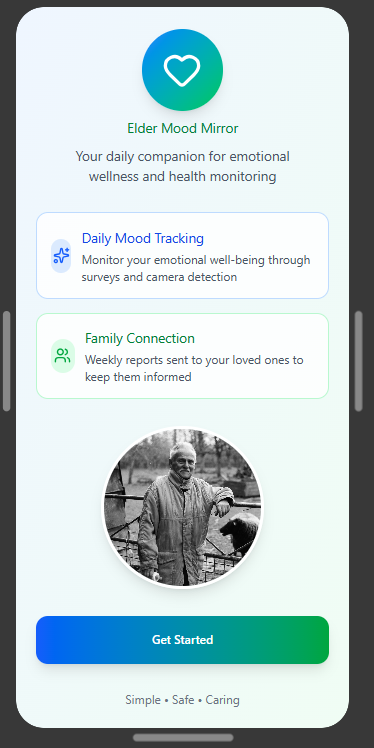 Elder Mood Mirror
Your daily companion for emotional
wellness and health monitoring
Daily Mood Tracking
Monitor your emotional well-being through
surveys and camera detection
Family Connection
Weekly reports sent to your loved ones to
keep them informed
Get Started
Simple • Safe • Caring